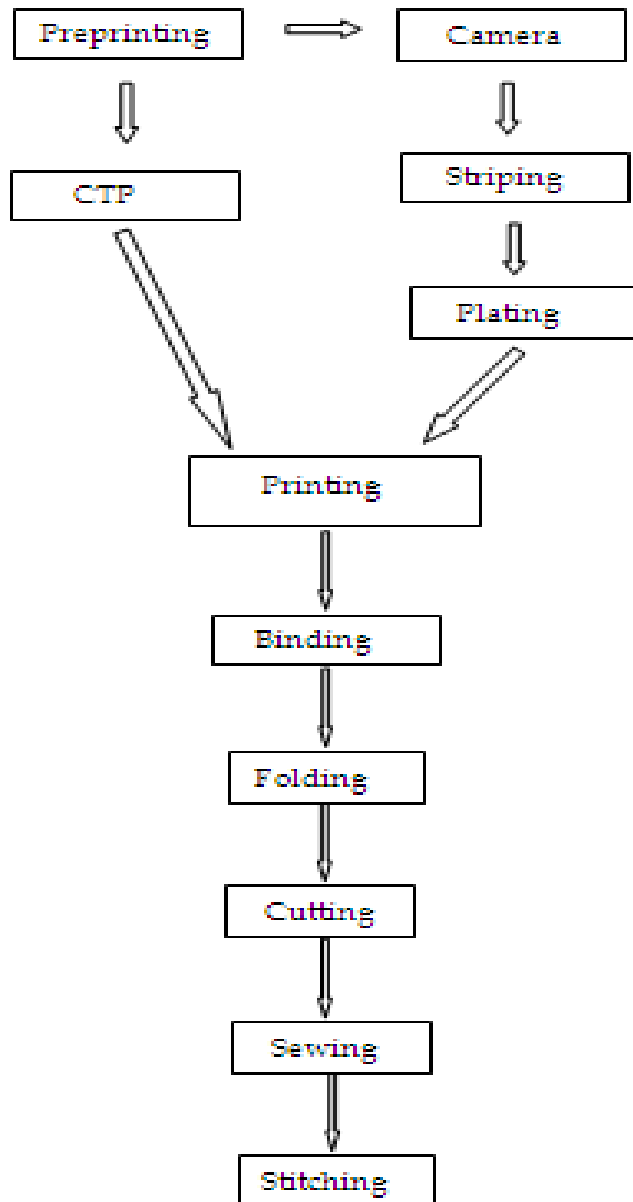 Preprinting
Camera
CTP
Striping
Plating
Printing
Binding
Folding
Cutting
Sewing
Stitching